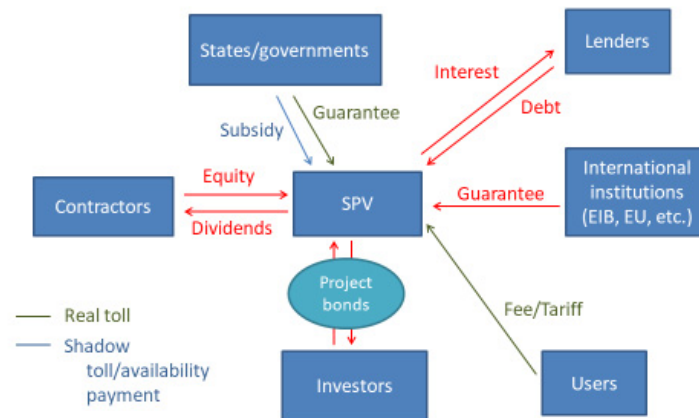 States/governments
Lenders
Interest
Guarantee
Debt
Subsidy
Equity
Contractors
SPV
Guarantee
International
institutions
(EIB, EU, etc.)
Dividends
Project
bonds
Real toll
Fee/Tariff
Shadow
toll/availability
payment
Investors
Users